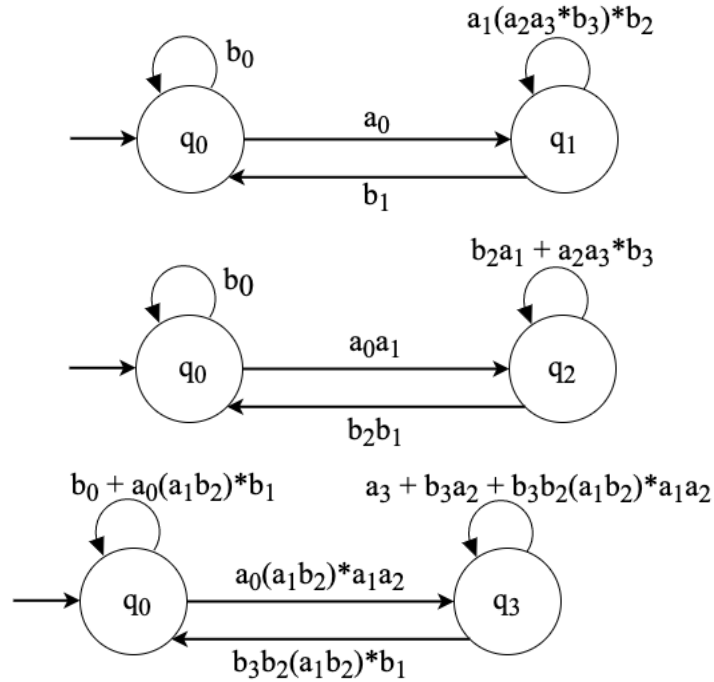 b₀
a₁(a₂a₃*b₃)*b₂
q₀
a₀
q₁
b₁
b₀
b₂a₁ + a₂a₃*b₃
q₀
a₀a₁
q₂
b₂b₁
b₀ + a₀(a₁b₂)*b₁
a₃ + b₃a₂ + b₃b₂(a₁b₂)*a₁a₂
q₀
a₀(a₁b₂)*a₁a₂
q₃
b₃b₂(a₁b₂)*b₁